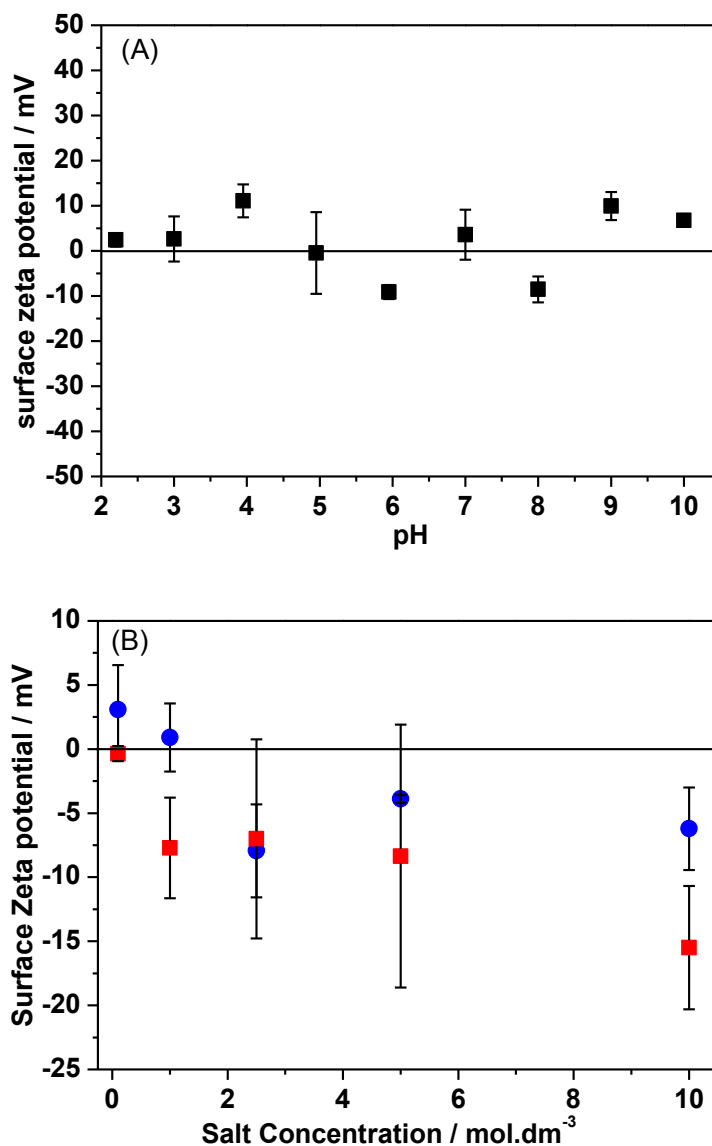 (A)
50
40
30
20
10
0
-10
-20
-30
-40
-50
surface zeta potential / mV
2 3 4 5 6 7 8 9 10
pH
(B)
10
5
0
-5
-10
-15
-20
-25
Surface Zeta potential / mV
0 2 4 6 8 10
Salt Concentration / mol.dm⁻³